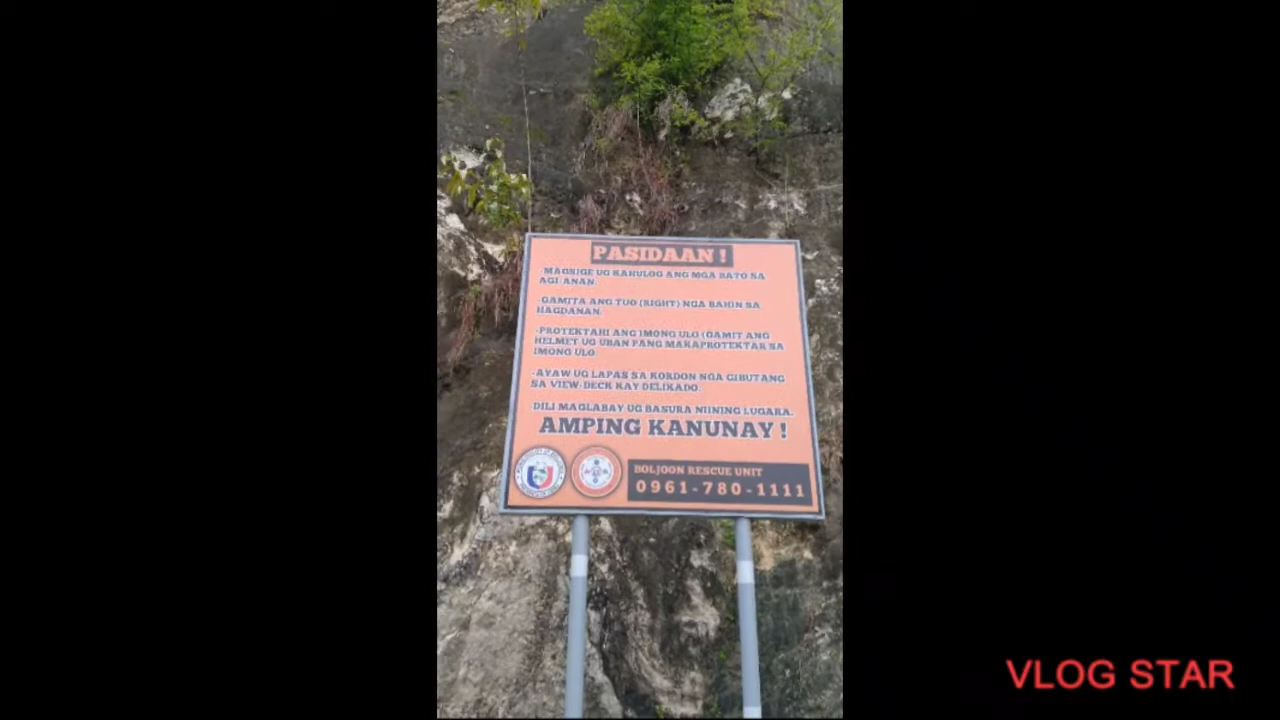 PASIDAAN !
-MAGSIGE UG KAHULOG ANG MGA BATO SA
AGI-ANAN.
-GAMITA ANG TUO (RIGHT) NGA BAHIN SA
HAGDANAN.
-PROTEKTAHI ANG IMONG ULO (GAMIT ANG
HELMET UG UBAN PANG MAKAPROTEKTAR SA
IMONG ULO.
-AYAW UG LAPAS SA KORDON NGA GIBUTANG
SA VIEW-DECK KAY DELIKADO.
DILI MAGLABAY UG BASURA NIINING LUGARA.
AMPING KANUNAY !
BOLJOON RESCUE UNIT
0961-780-1111
VLOG STAR